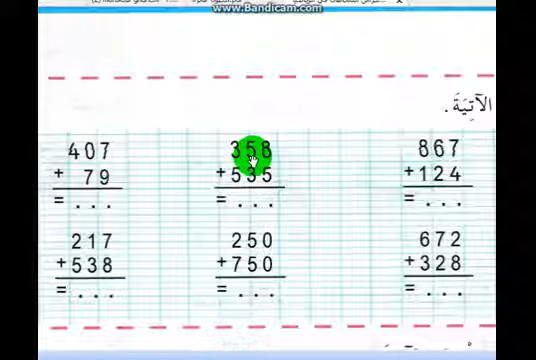 www.Bandicam.com
الآتِيَةَ .
407 358 867
+ 79 +535 +124
= ... = ... = ...
217 250 672
+538 +750 +328
= ... = ... = ...